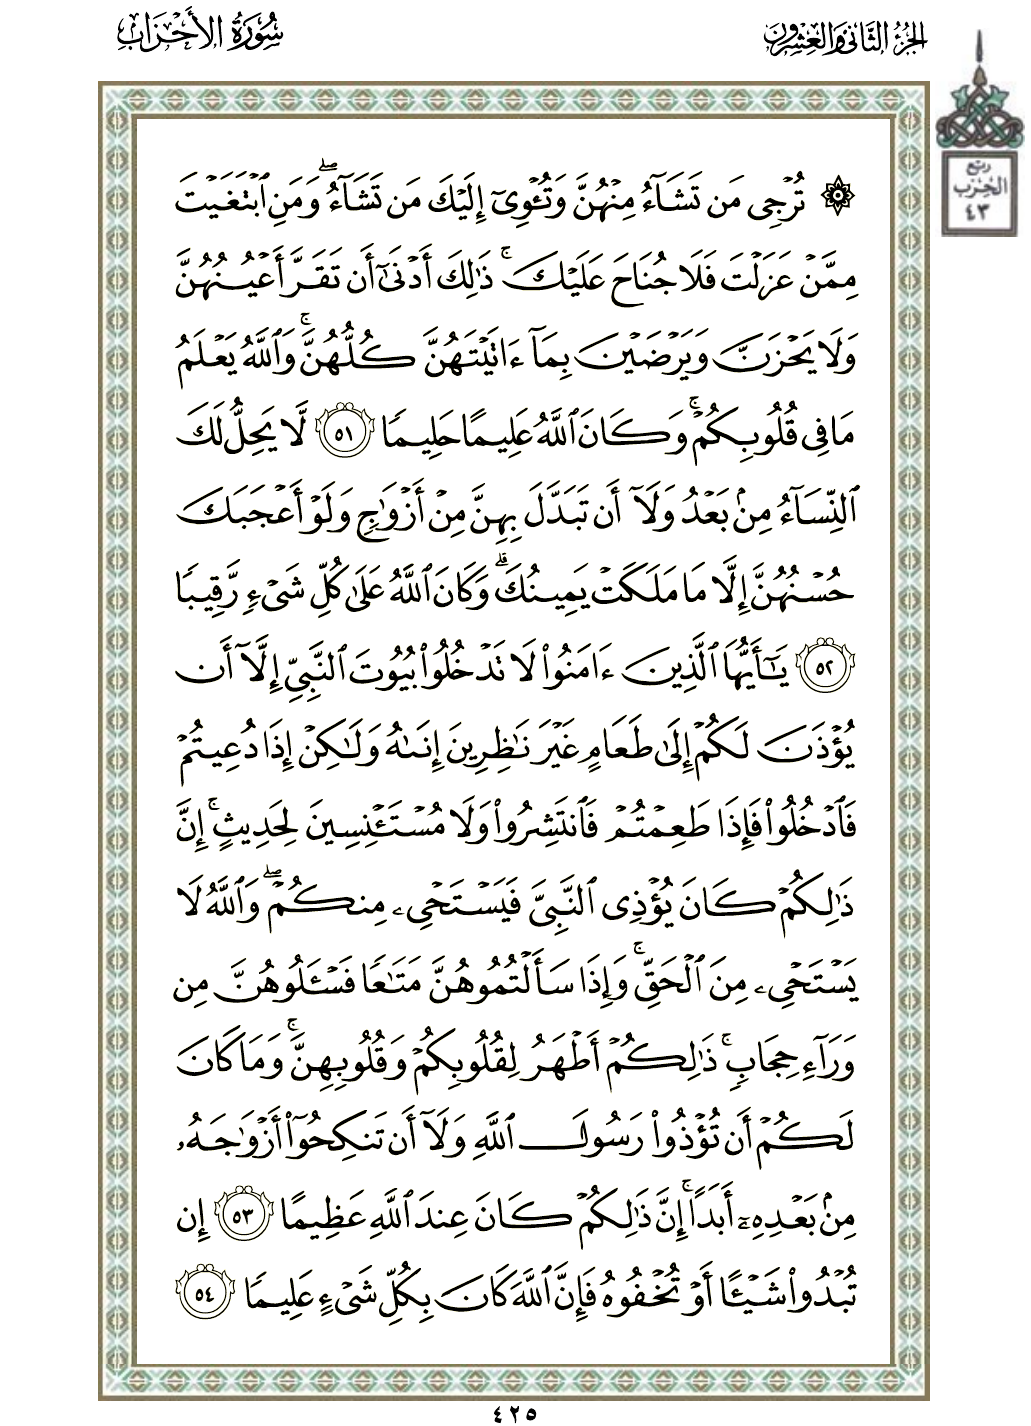 الجزء الثاني والعشرون
سورة الأحزاب
ربع
الحزب
٤٣
۞ تُرْجِى مَن تَشَآءُ مِنْهُنَّ وَتُـْٔوِىٓ إِلَيْكَ مَن تَشَآءُ ۖ وَمَنِ ٱبْتَغَيْتَ
مِمَّنْ عَزَلْتَ فَلَا جُنَاحَ عَلَيْكَ ۚ ذَٰلِكَ أَدْنَىٰٓ أَن تَقَرَّ أَعْيُنُهُنَّ
وَلَا يَحْزَنَّ وَيَرْضَيْنَ بِمَآ ءَاتَيْتَهُنَّ كُلُّهُنَّ ۚ وَٱللَّهُ يَعْلَمُ
مَا فِى قُلُوبِكُمْ ۚ وَكَانَ ٱللَّهُ عَلِيمًا حَلِيمًا ٥١ لَّا يَحِلُّ لَكَ
ٱلنِّسَآءُ مِنۢ بَعْدُ وَلَآ أَن تَبَدَّلَ بِهِنَّ مِنْ أَزْوَٰجٍ وَلَوْ أَعْجَبَكَ
حُسْنُهُنَّ إِلَّا مَا مَلَكَتْ يَمِينُكَ ۗ وَكَانَ ٱللَّهُ عَلَىٰ كُلِّ شَىْءٍ رَّقِيبًا
٥٢ يَـٰٓأَيُّهَا ٱلَّذِينَ ءَامَنُوا۟ لَا تَدْخُلُوا۟ بُيُوتَ ٱلنَّبِىِّ إِلَّآ أَن
يُؤْذَنَ لَكُمْ إِلَىٰ طَعَامٍ غَيْرَ نَـٰظِرِينَ إِنَىٰهُ وَلَـٰكِنْ إِذَا دُعِيتُمْ
فَٱدْخُلُوا۟ فَإِذَا طَعِمْتُمْ فَٱنتَشِرُوا۟ وَلَا مُسْتَـْٔنِسِينَ لِحَدِيثٍ ۚ إِنَّ
ذَٰلِكُمْ كَانَ يُؤْذِى ٱلنَّبِىَّ فَيَسْتَحْىِۦ مِنكُمْ ۖ وَٱللَّهُ لَا
يَسْتَحْىِۦ مِنَ ٱلْحَقِّ ۚ وَإِذَا سَأَلْتُمُوهُنَّ مَتَـٰعًا فَسْـَٔلُوهُنَّ مِن
وَرَآءِ حِجَابٍ ۚ ذَٰلِكُمْ أَطْهَرُ لِقُلُوبِكُمْ وَقُلُوبِهِنَّ ۚ وَمَا كَانَ
لَكُمْ أَن تُؤْذُوا۟ رَسُولَ ٱللَّهِ وَلَآ أَن تَنكِحُوٓا۟ أَزْوَٰجَهُۥ
مِنۢ بَعْدِهِۦٓ أَبَدًا ۚ إِنَّ ذَٰلِكُمْ كَانَ عِندَ ٱللَّهِ عَظِيمًا ٥٣ إِن
تُبْدُوا۟ شَيْـًٔا أَوْ تُخْفُوهُ فَإِنَّ ٱللَّهَ كَانَ بِكُلِّ شَىْءٍ عَلِيمًا ٥٤
٤٢٥